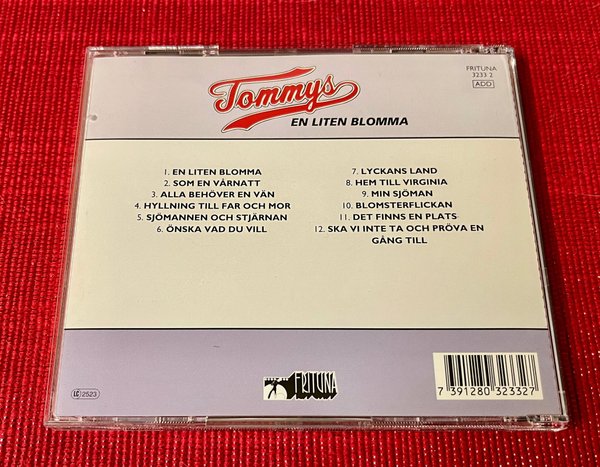 FRITUNA
3233 2
ADD
Tommys
EN LITEN BLOMMA
1. EN LITEN BLOMMA
2. SOM EN VÅRNATT
3. ALLA BEHÖVER EN VÄN
4. HYLLNING TILL FAR OCH MOR
5. SJÖMANNEN OCH STJÄRNAN
6. ÖNSKA VAD DU VILL
7. LYCKANS LAND
8. HEM TILL VIRGINIA
9. MIN SJÖMAN
10. BLOMSTERFLICKAN
11. DET FINNS EN PLATS
12. SKA VI INTE TA OCH PRÖVA EN
GÅNG TILL
LC 2523
FRITUNA
7 391280 323327